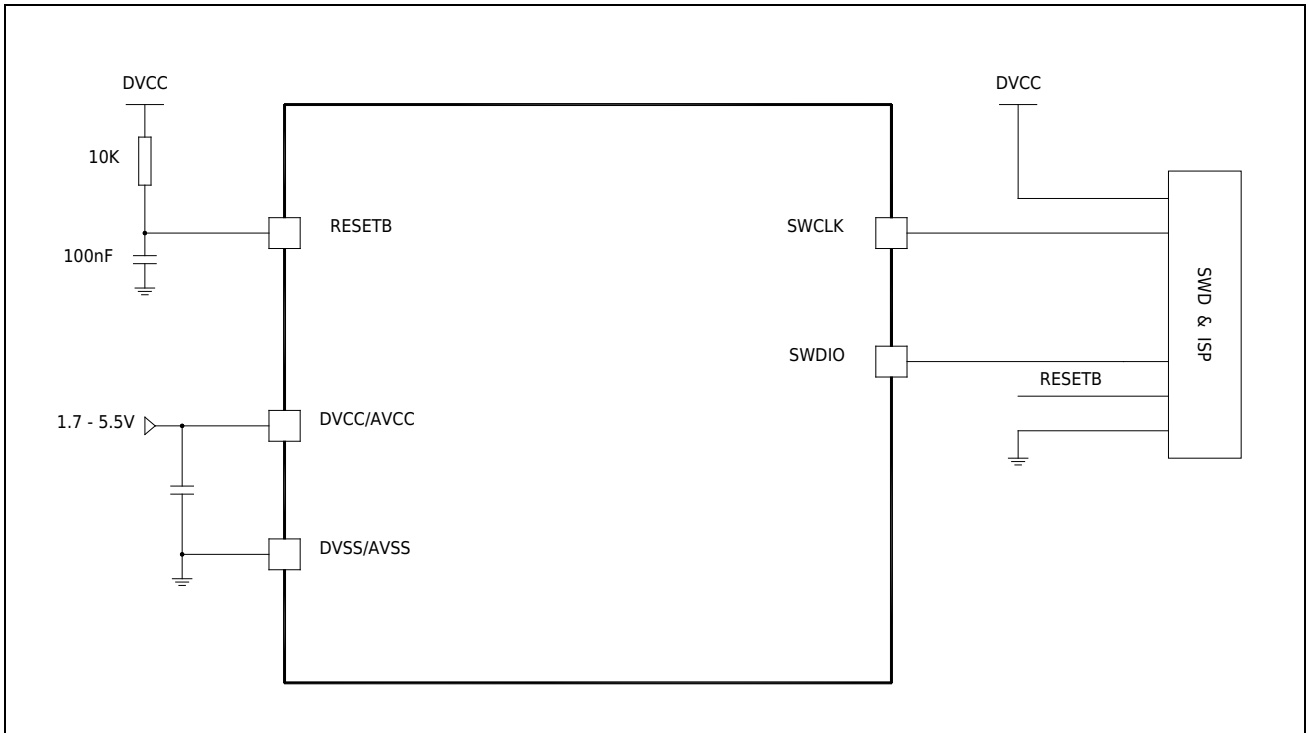 DVCC
DVCC
10K
RESETB
SWCLK
100nF
SWD & ISP
SWDIO
RESETB
1.7 - 5.5V
DVCC/AVCC
DVSS/AVSS